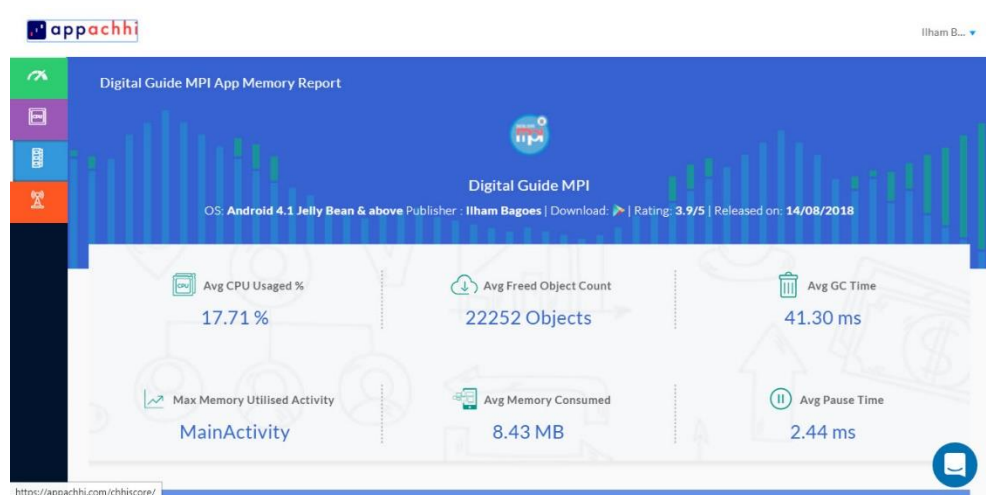 appachhi
Ilham B...
Digital Guide MPI App Memory Report
mpi
Digital Guide MPI
OS: Android 4.1 Jelly Bean & above Publisher : Ilham Bagoes | Download: | Rating: 3.9/5 | Released on: 14/08/2018
CPU
Avg CPU Usaged %
17.71 %
Avg Freed Object Count
22252 Objects
Avg GC Time
41.30 ms
Max Memory Utilised Activity
MainActivity
Avg Memory Consumed
8.43 MB
Avg Pause Time
2.44 ms
https://appachhi.com/chhiscore/